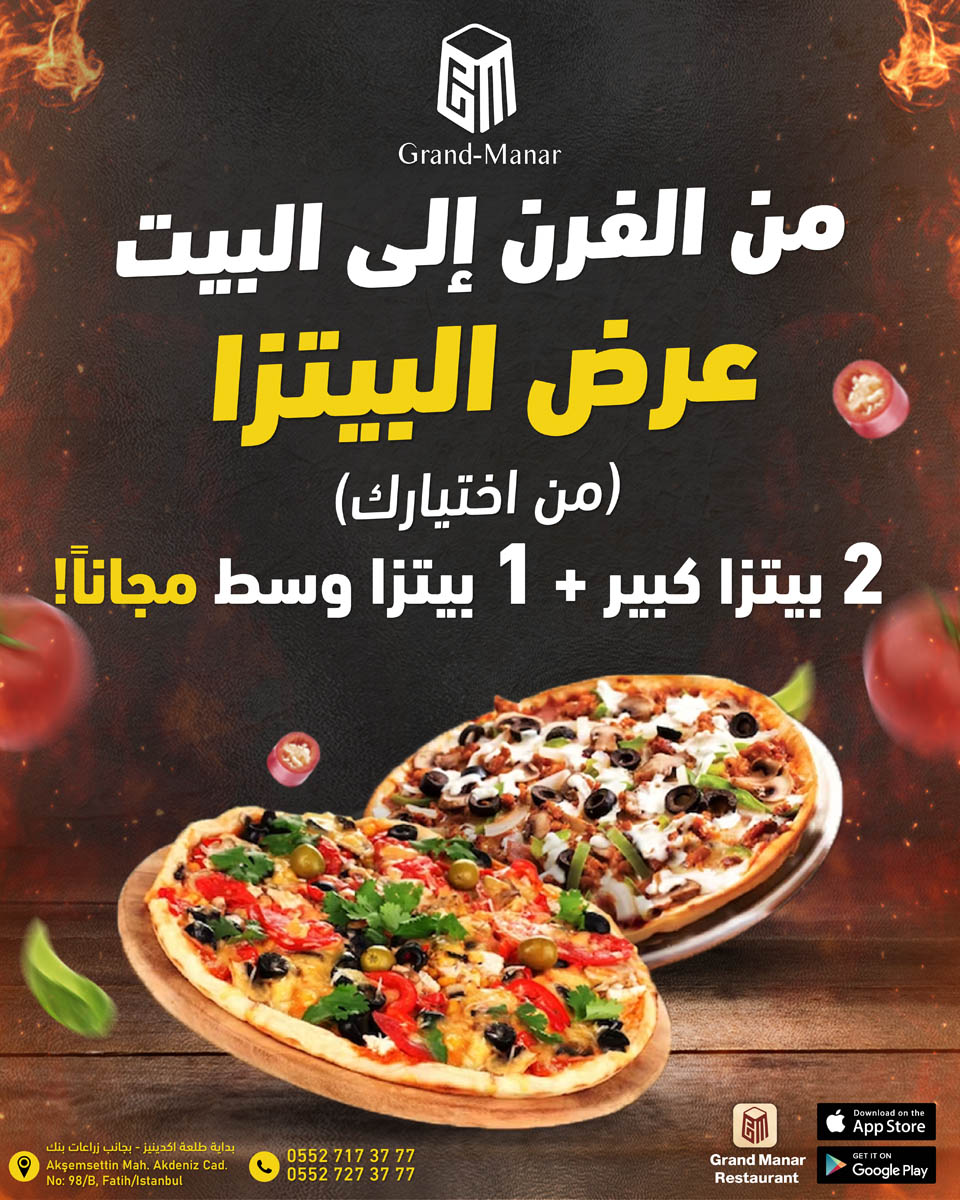 Grand-Manar
من الفرن إلى البيت
عرض البيتزا
(من اختيارك)
2 بيتزا كبير + 1 بيتزا وسط مجاناً!
بداية طلعة اكدينيز - بجانب زراعات بنك
Akşemsettin Mah. Akdeniz Cad.
No: 98/B, Fatih/Istanbul
0552 717 37 77
0552 727 37 77
Grand Manar
Restaurant
Download on the
App Store
GET IT ON
Google Play